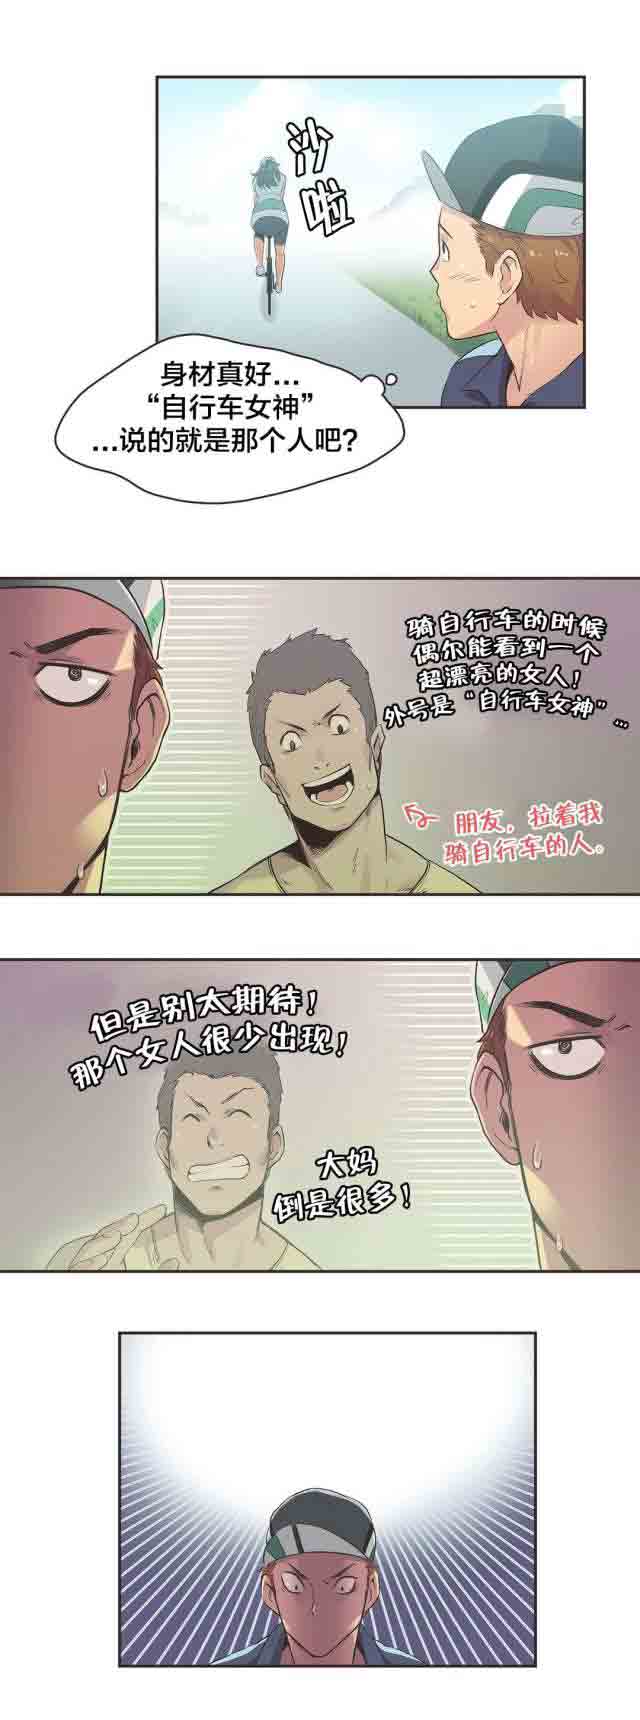 沙
啦
身材真好…
“自行车女神”
…说的就是那个人吧？
骑自行车的时候
偶尔能看到一个
超漂亮的女人！
外号是“自行车女神”…
朋友，拉着我
骑自行车的人。
但是别太期待！
那个女人很少出现！
大妈
倒是很多！